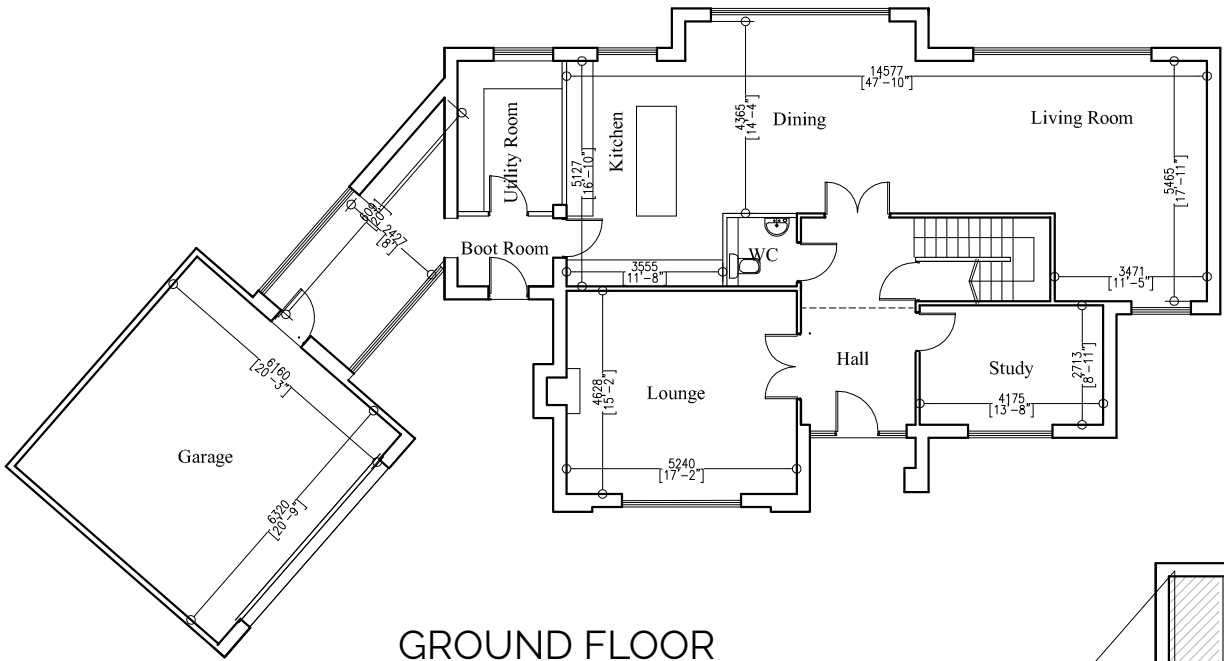 14577
[47'-10"]
4365
[14'-4"]
Dining
Living Room
Utility Room
Kitchen
5127
[16'-10"]
5465
[17'-11"]
2427
[8'
Boot Room
WC
3555
[11'-8"]
3471
[11'-5"]
6160
[20'-3"]
4628
[15'-2"]
Lounge
Hall
Study
2713
[8'-11"]
4175
[13'-8"]
Garage
5240
[17'-2"]
6320
[20'-9"]
GROUND FLOOR